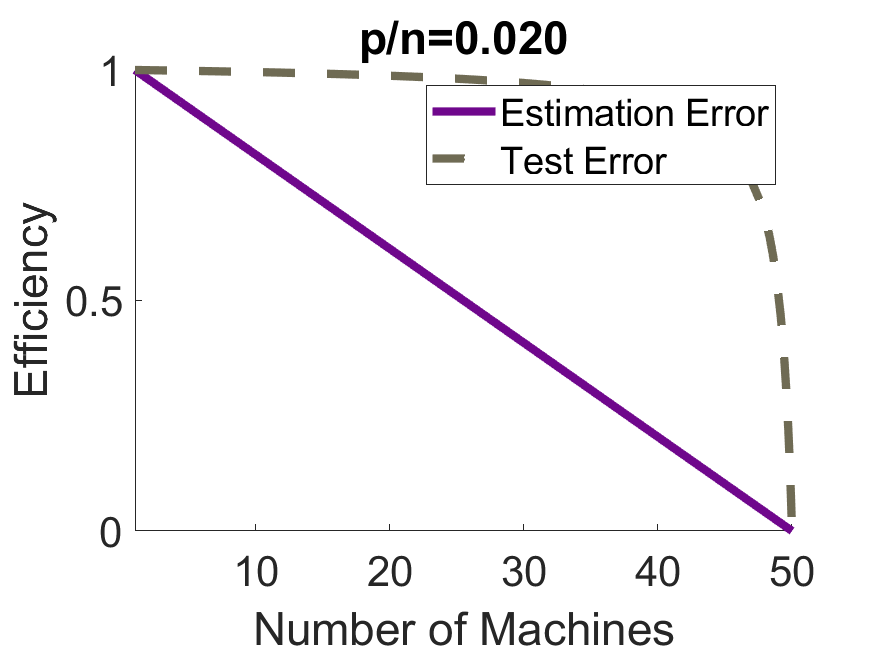 p/n=0.020
1
Estimation Error
Test Error
Efficiency
0.5
0
10 20 30 40 50
Number of Machines